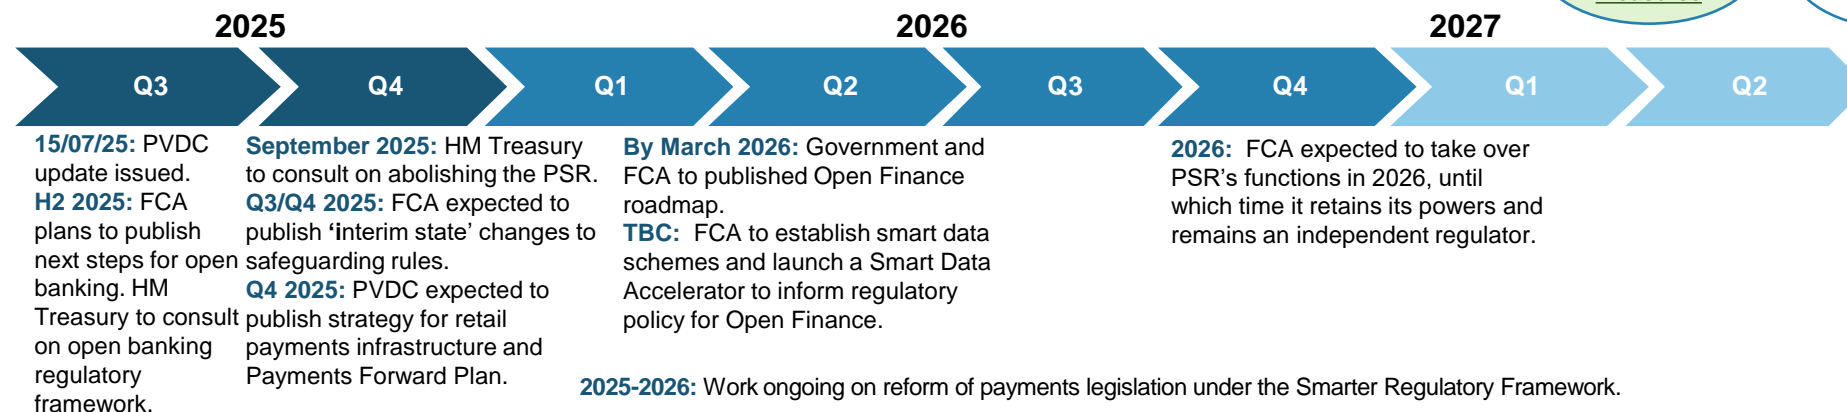 2025
2026
2027
Q3
Q4
Q1
Q2
Q3
Q4
Q1
Q2
15/07/25: PVDC
update issued.
H2 2025: FCA
plans to publish
next steps for open
banking. HM
Treasury to consult
on open banking
regulatory
framework.
September 2025: HM Treasury
to consult on abolishing the PSR.
Q3/Q4 2025: FCA expected to
publish ‘interim state’ changes to
safeguarding rules.
Q4 2025: PVDC expected to
publish strategy for retail
payments infrastructure and
Payments Forward Plan.
By March 2026: Government and
FCA to published Open Finance
roadmap.
TBC: FCA to establish smart data
schemes and launch a Smart Data
Accelerator to inform regulatory
policy for Open Finance.
2026: FCA expected to take over
PSR’s functions in 2026, until
which time it retains its powers and
remains an independent regulator.
2025-2026: Work ongoing on reform of payments legislation under the Smarter Regulatory Framework.